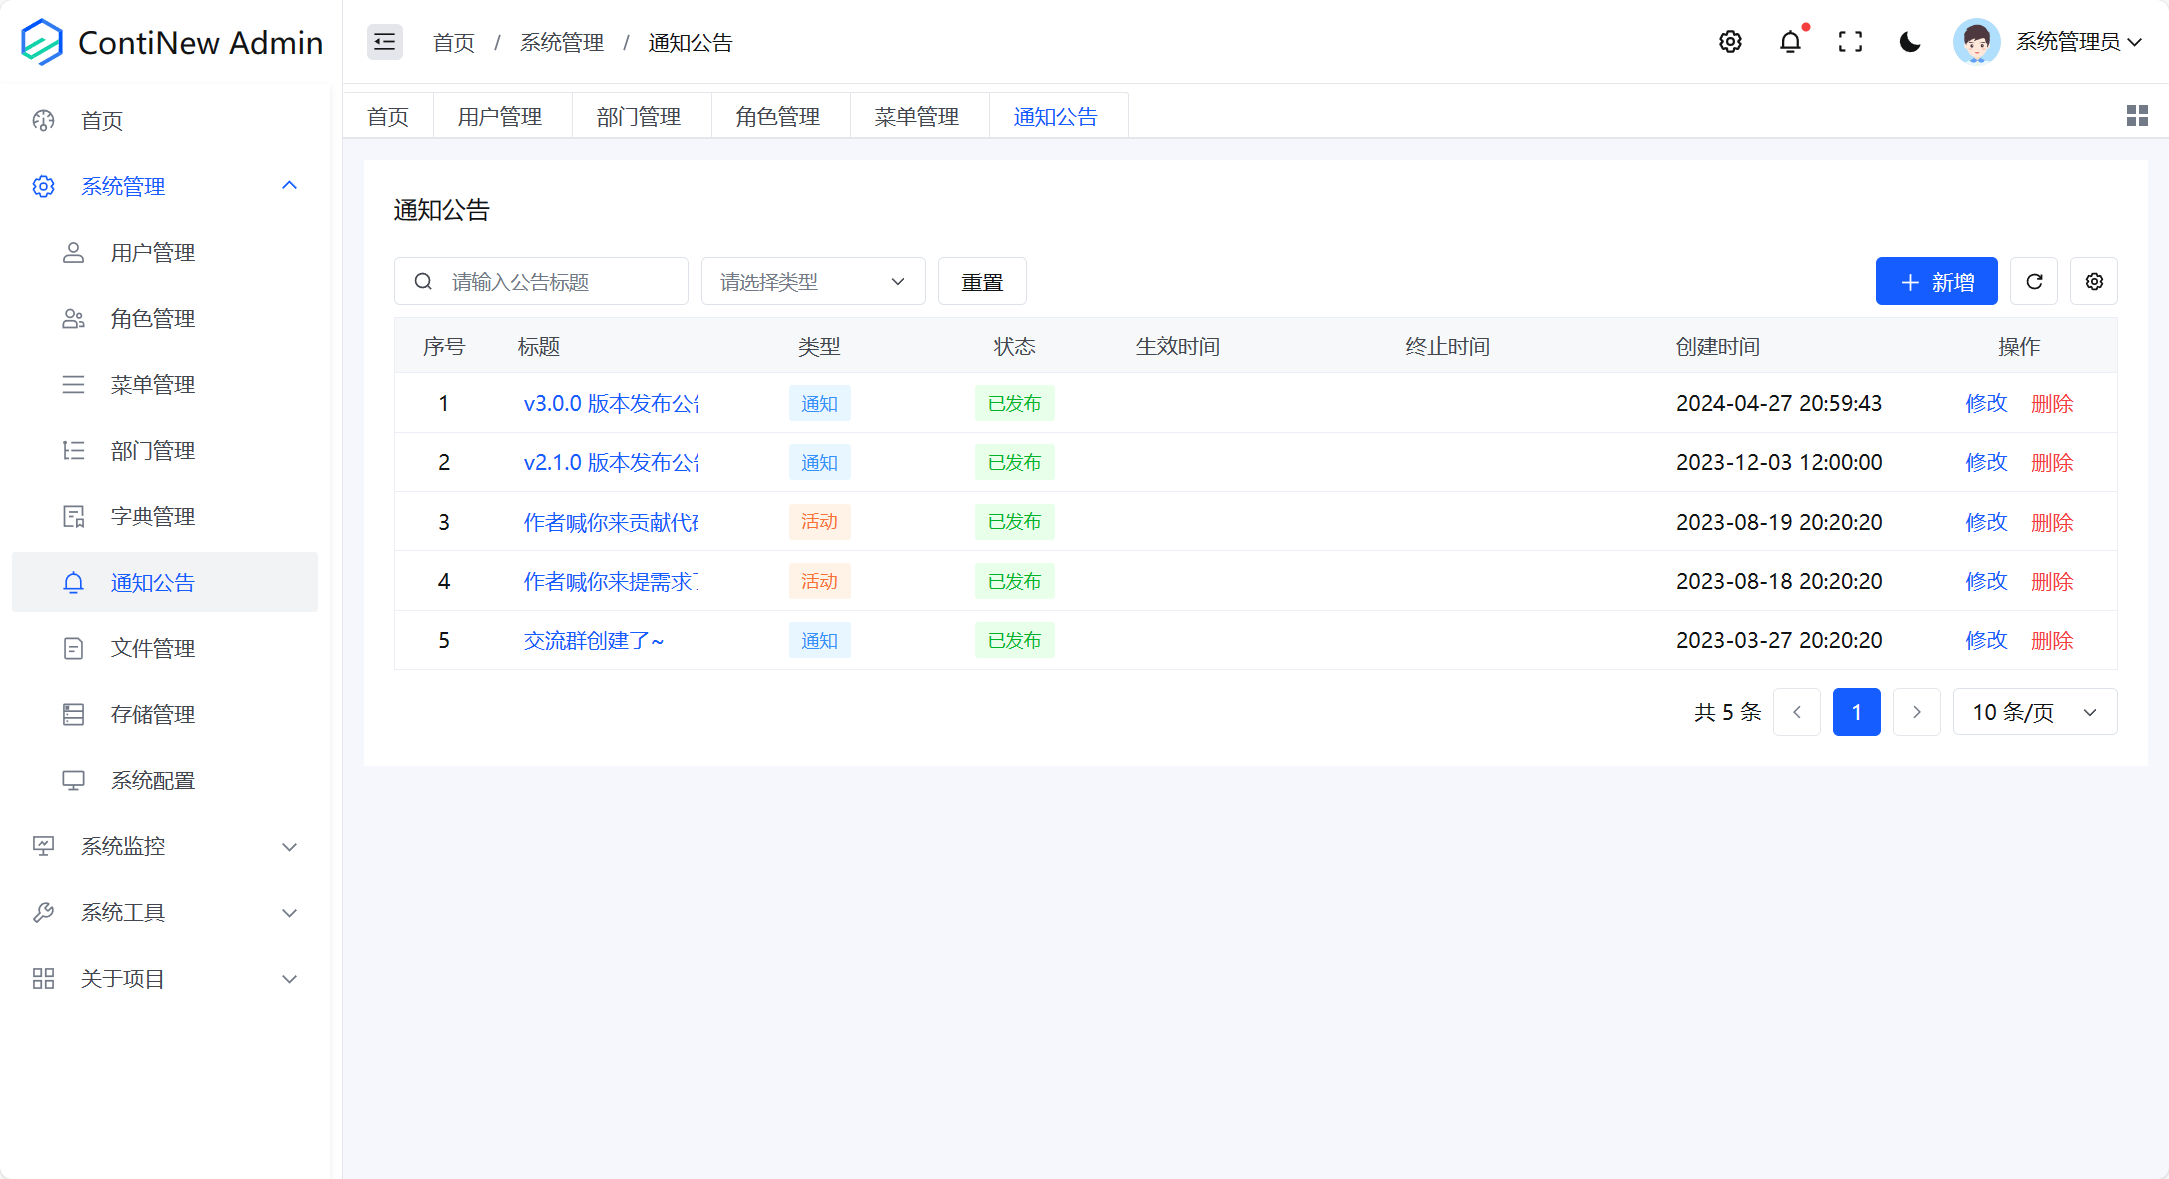 ContiNew Admin
首页 / 系统管理 / 通知公告
系统管理员
首页
系统管理
用户管理
角色管理
菜单管理
部门管理
字典管理
通知公告
文件管理
存储管理
系统配置
系统监控
系统工具
关于项目
首页 用户管理 部门管理 角色管理 菜单管理 通知公告
通知公告
请输入公告标题 请选择类型 重置 新增
序号 标题 类型 状态 生效时间 终止时间 创建时间 操作
1 v3.0.0 版本发布公 通知 已发布 2024-04-27 20:59:43 修改 删除
2 v2.1.0 版本发布公 通知 已发布 2023-12-03 12:00:00 修改 删除
3 作者喊你来贡献代 活动 已发布 2023-08-19 20:20:20 修改 删除
4 作者喊你来提需求 活动 已发布 2023-08-18 20:20:20 修改 删除
5 交流群创建了~ 通知 已发布 2023-03-27 20:20:20 修改 删除
共 5 条 1 10 条/页